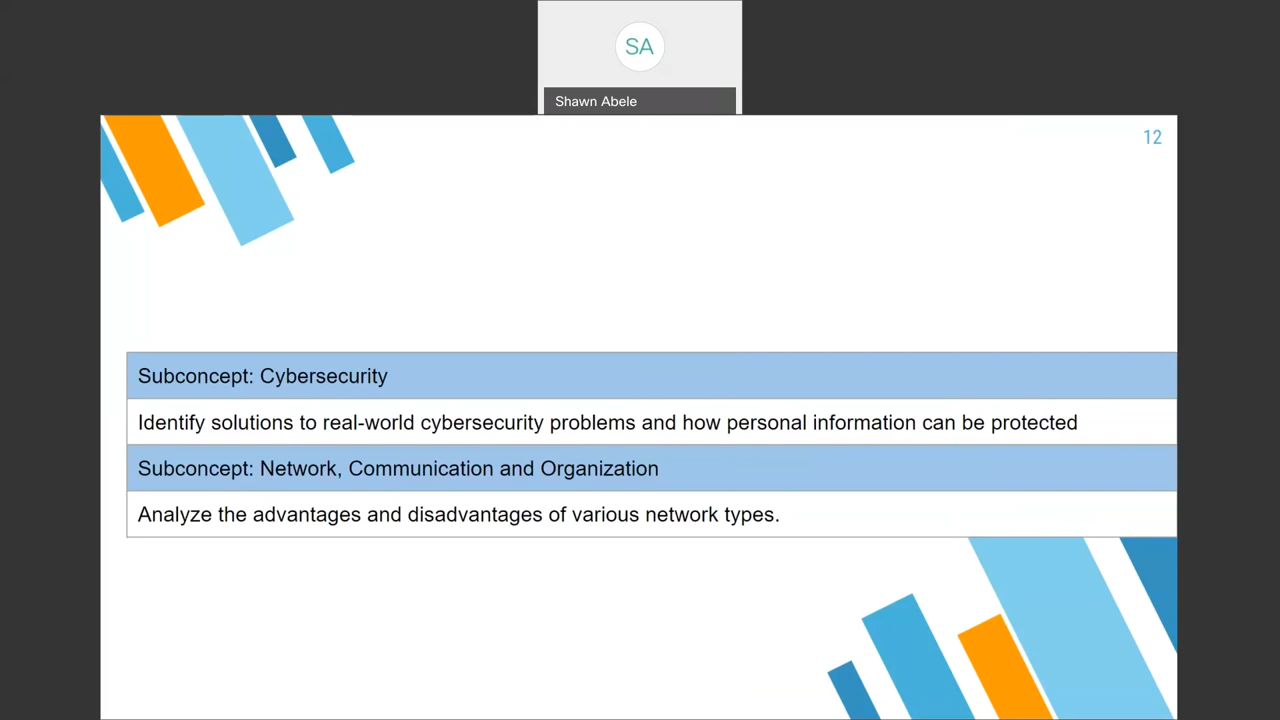 SA
Shawn Abele
12
Subconcept: Cybersecurity
Identify solutions to real-world cybersecurity problems and how personal information can be protected
Subconcept: Network, Communication and Organization
Analyze the advantages and disadvantages of various network types.